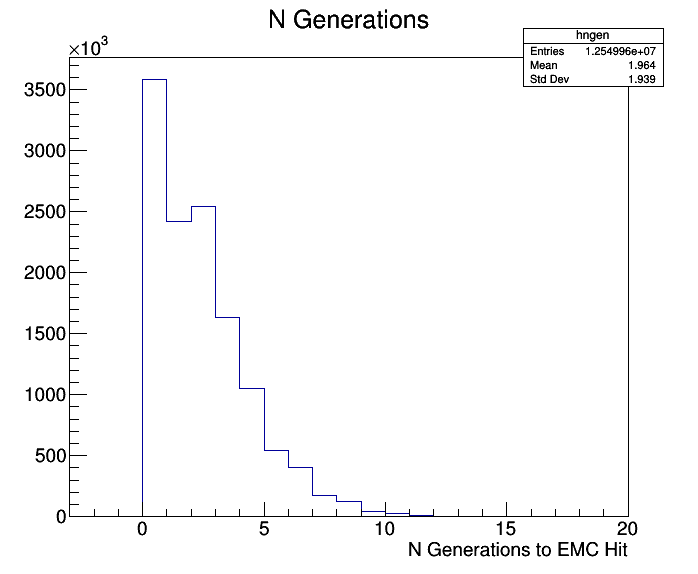 N Generations
hngen
Entries 1.254996e+07
Mean 1.964
Std Dev 1.939
×10³
3500
3000
2500
2000
1500
1000
500
0
0 5 10 15 20
N Generations to EMC Hit